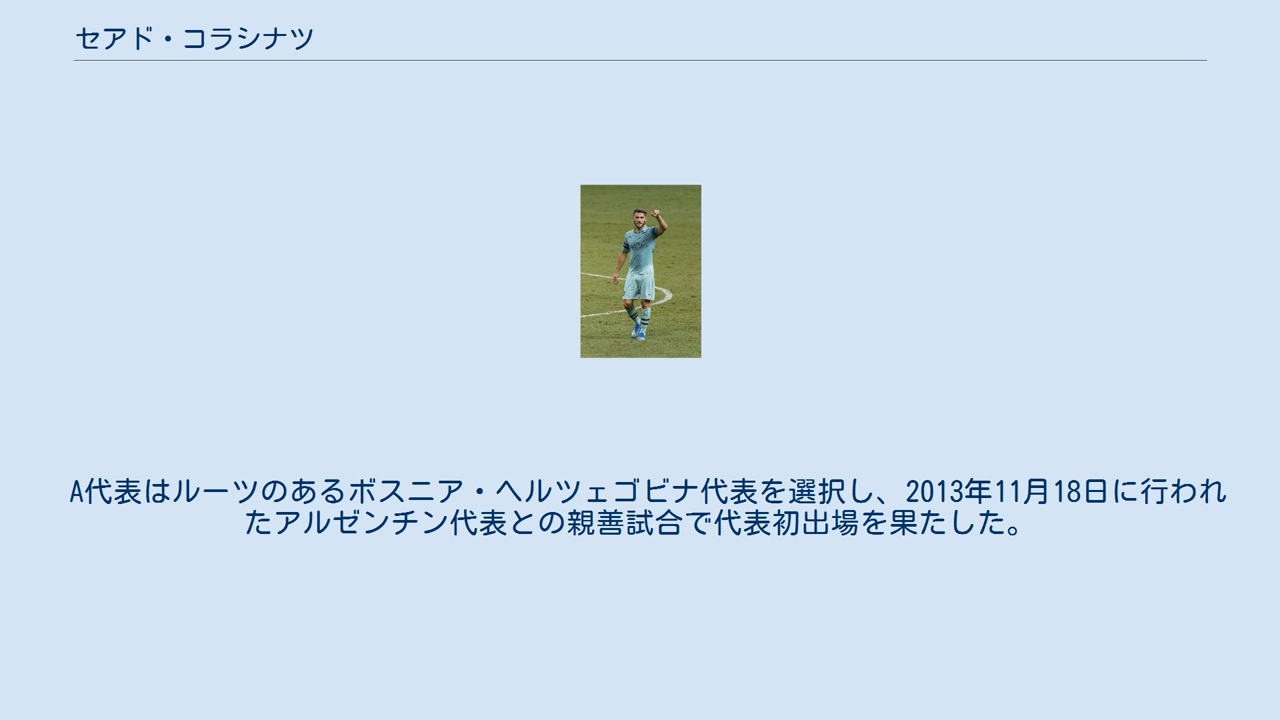 セアド・コラシナツ
A代表はルーツのあるボスニア・ヘルツェゴビナ代表を選択し、2013年11月18日に行われ
たアルゼンチン代表との親善試合で代表初出場を果たした。